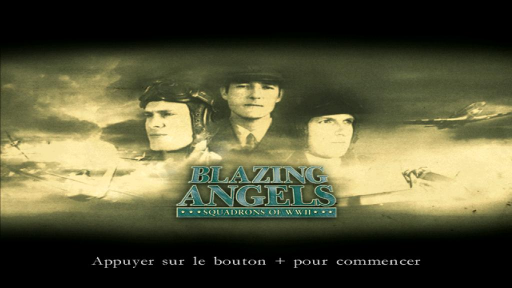 BLAZING
ANGELS
SQUADRONS OF WWII
Appuyer sur le bouton + pour commencer